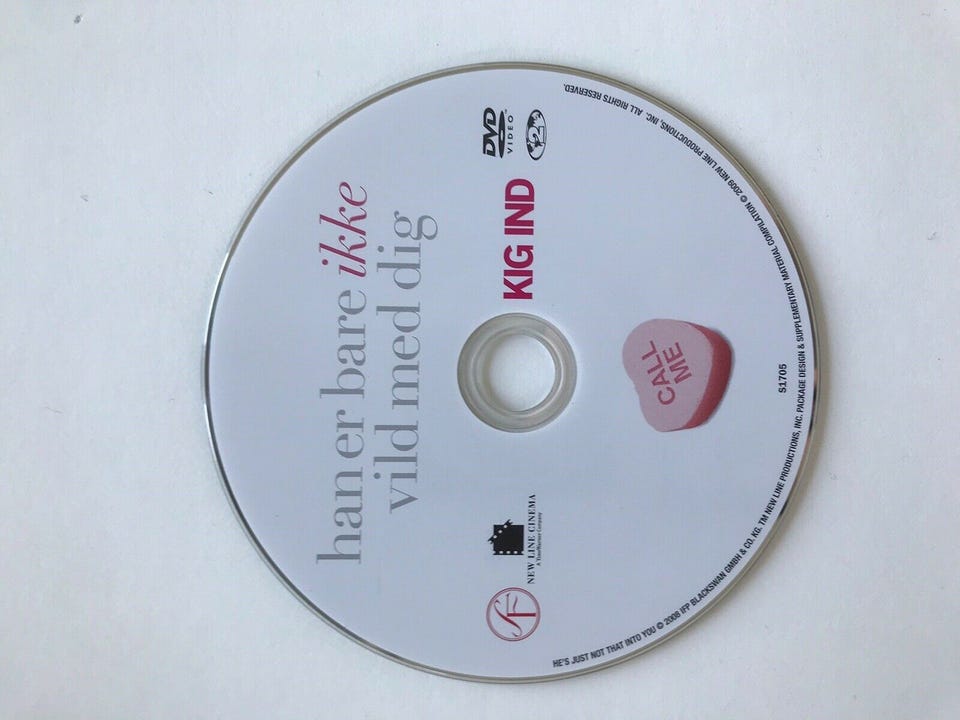 han er bare ikke
vild med dig
SF
NEW LINE CINEMA
A TimeWarner Company
KIG IND
DVD
VIDEO™
2
CALL
ME
S1705
HE'S JUST NOT THAT INTO YOU © 2008 IFP BLACKSWAN GMBH & CO. KG. TM NEW LINE PRODUCTIONS, INC. PACKAGE DESIGN & SUPPLEMENTARY MATERIAL COMPILATION © 2009 NEW LINE PRODUCTIONS, INC. ALL RIGHTS RESERVED.